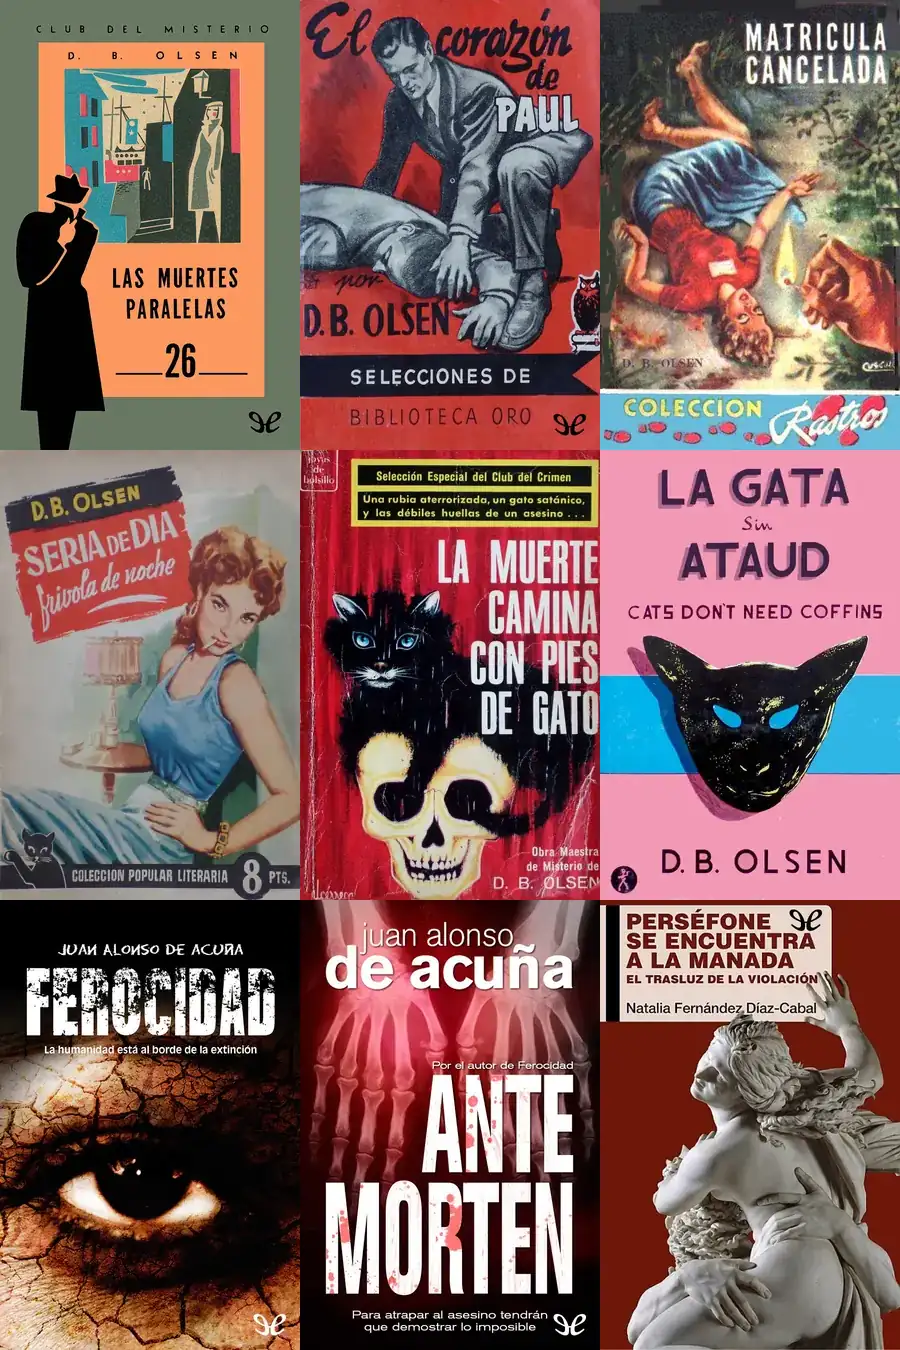 CLUB DEL MISTERIO
D. B. OLSEN
LAS MUERTES
PARALELAS
26
El corazón
de
PAUL
por
D.B. OLSEN
SELECCIONES DE
BIBLIOTECA ORO
MATRICULA
CANCELADA
D. B. OLSEN
COLECCION
Rastros
D.B. OLSEN
SERIA DE DIA
frivola de noche
COLECCION POPULAR LITERARIA 8 PTS.
joyas
de
bolsillo
Selección Especial del Club del Crimen
Una rubia aterrorizada, un gato satánico,
y las débiles huellas de un asesino . . .
LA MUERTE
CAMINA
CON PIES
DE GATO
Obra Maestra
de Misterio de
D. B. OLSEN
LA GATA
Sin
ATAUD
CATS DON'T NEED COFFINS
D. B. OLSEN
JUAN ALONSO DE ACUÑA
FEROCIDAD
La humanidad está al borde de la extinción
juan alonso
de acuña
Por el autor de Ferocidad
ANTE
MORTEN
Para atrapar al asesino tendrán
que demostrar lo imposible
PERSÉFONE
SE ENCUENTRA
A LA MANADA
EL TRASLUZ DE LA VIOLACIÓN
Natalia Fernández Díaz-Cabal